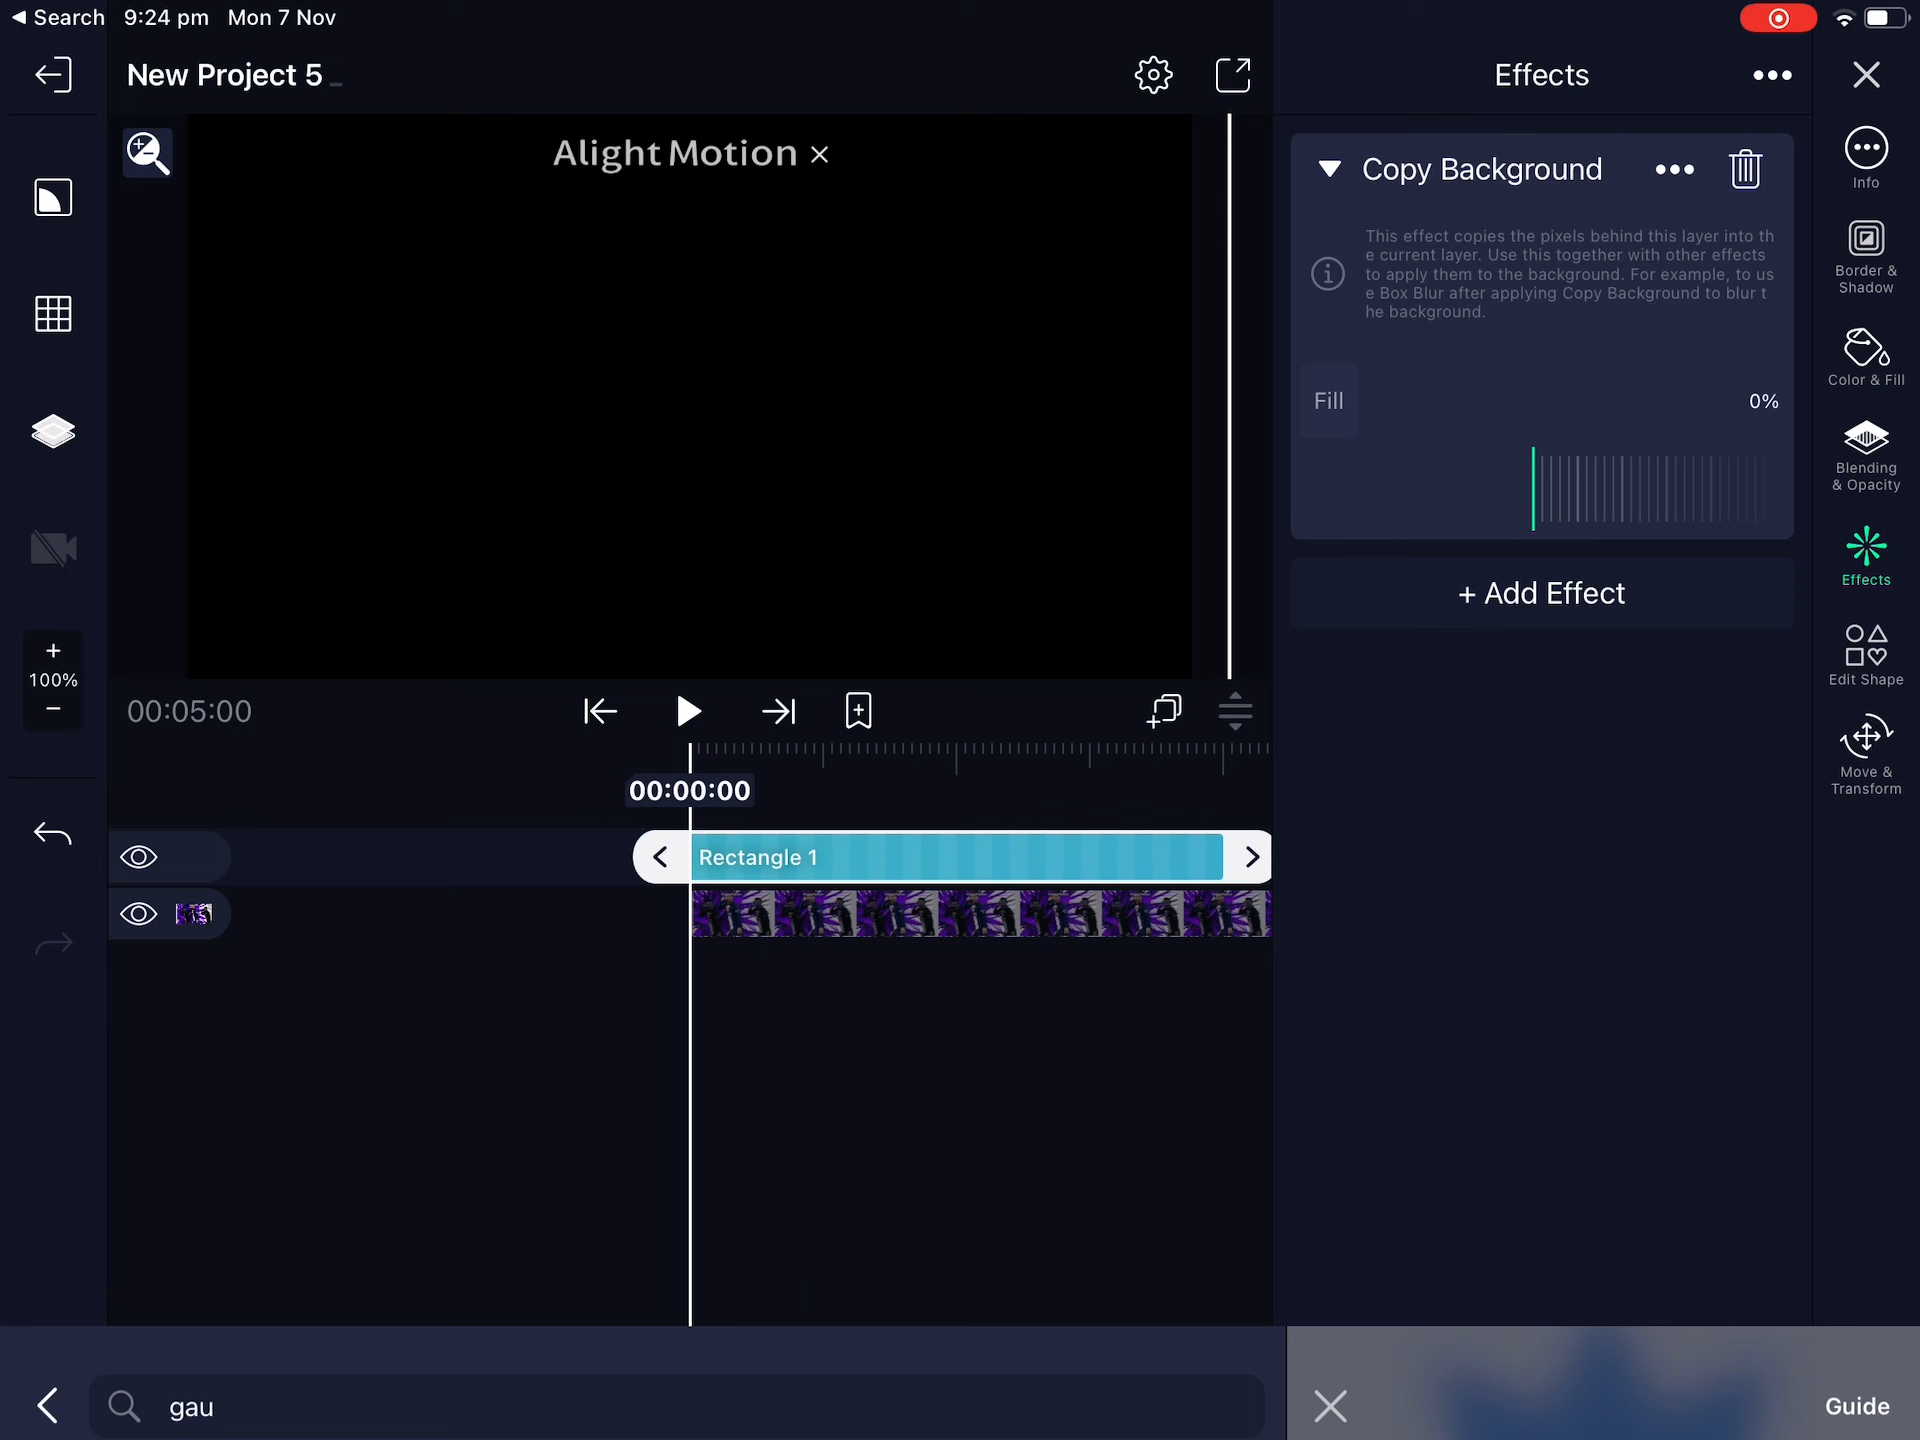 Search 9:24 pm Mon 7 Nov
New Project 5
Effects
Alight Motion ×
Copy Background
This effect copies the pixels behind this layer into th
e current layer. Use this together with other effects
to apply them to the background. For example, to us
e Box Blur after applying Copy Background to blur t
he background.
Fill 0%
+ Add Effect
Info
Border &
Shadow
Color & Fill
Blending
& Opacity
Effects
Edit Shape
Move &
Transform
+
100%
−
00:05:00
00:00:00
Rectangle 1
gau
Guide